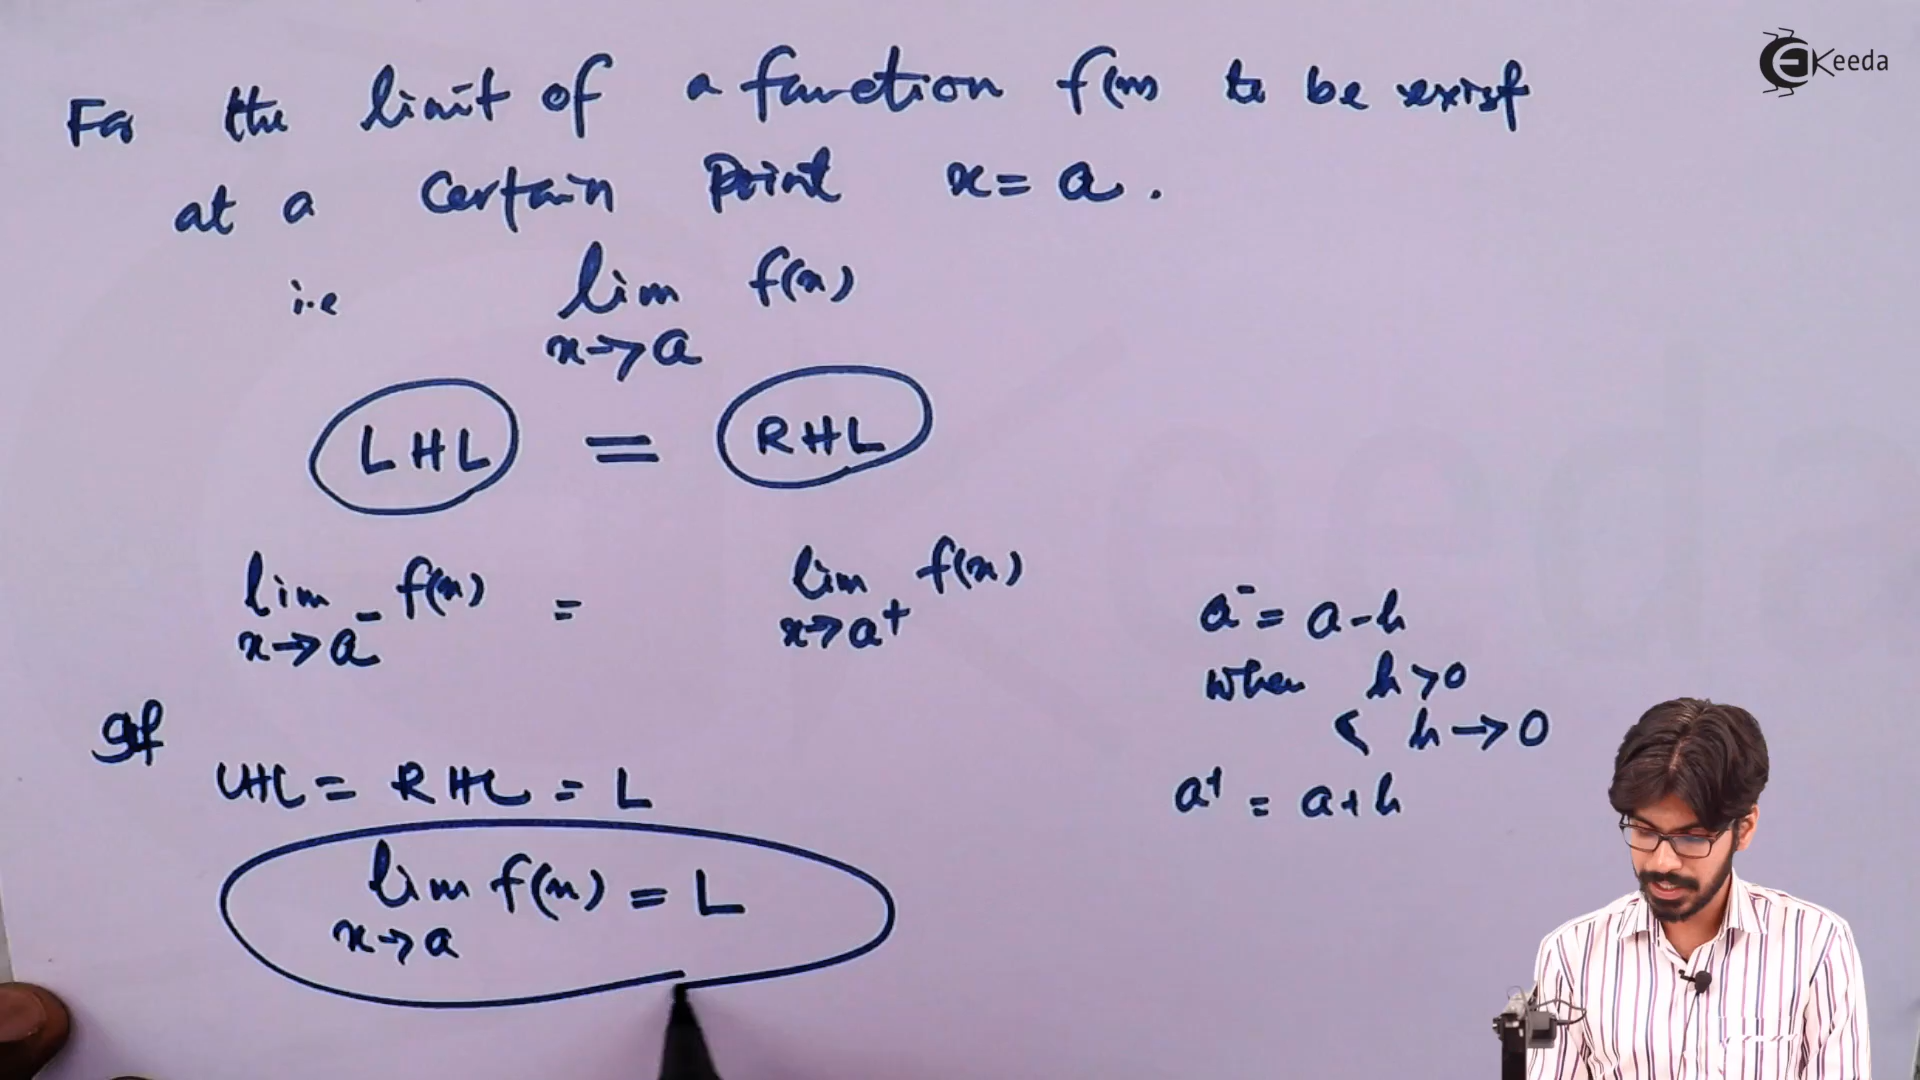 Keeda
For the limit of a function f(x) to be exist
at a certain point x = a .
i.e lim f(x)
x→a
LHL = RHL
lim f(x) = lim f(x)
x→a⁻ x→a⁺
a⁻ = a-h
when h>0
h→0
a⁺ = a+h
If
LHL = RHL = L
lim f(x) = L
x→a